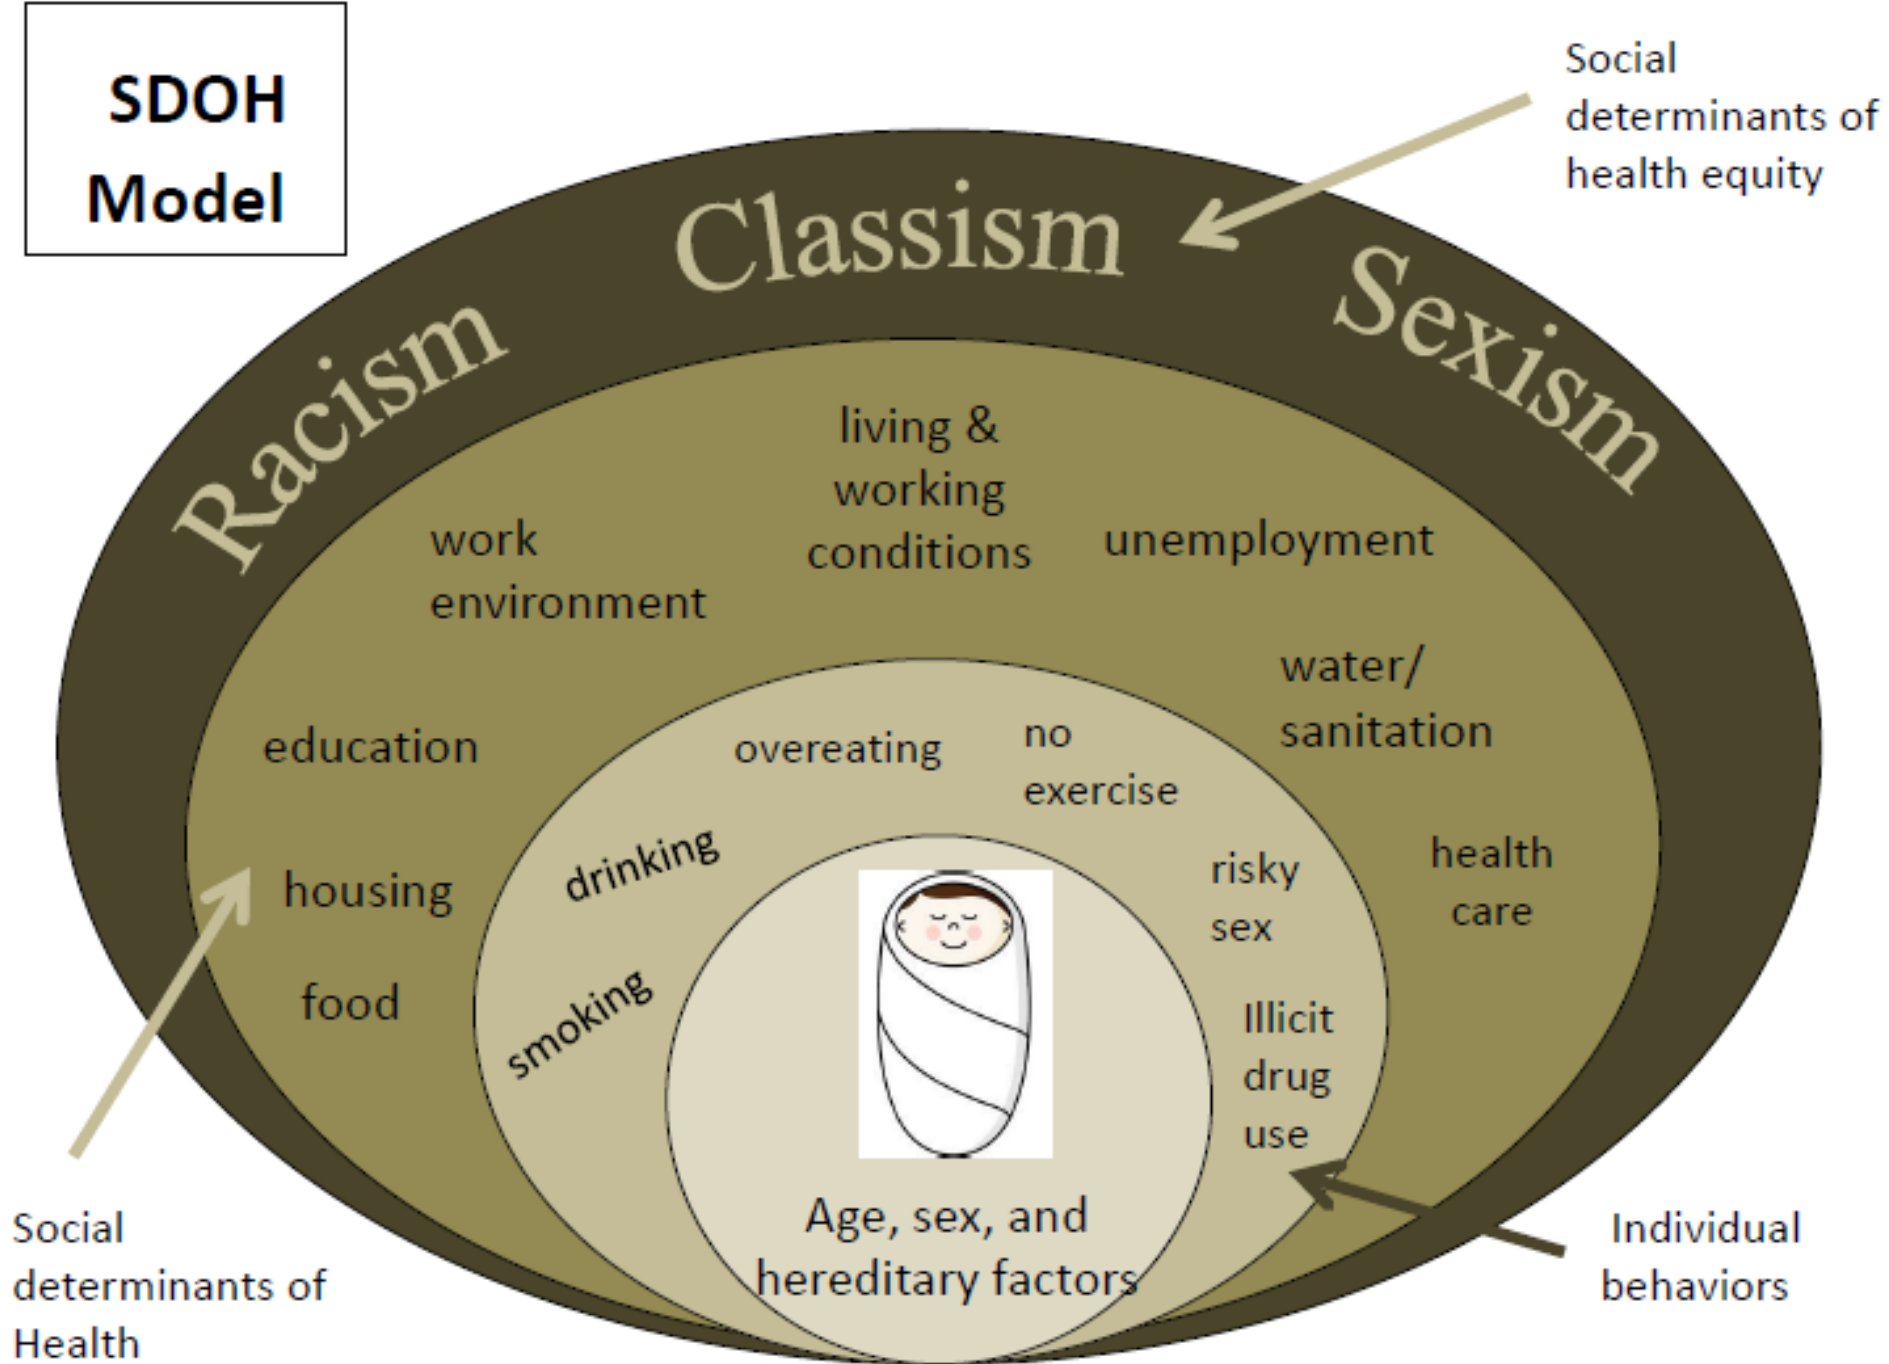 SDOH
Model
Social
determinants of
health equity
Racism
Classism
Sexism
living &
working
conditions
work
environment
unemployment
water/
sanitation
education
housing
food
health
care
overeating
no
exercise
drinking
smoking
risky
sex
Illicit
drug
use
Age, sex, and
hereditary factors
Social
determinants of
Health
Individual
behaviors